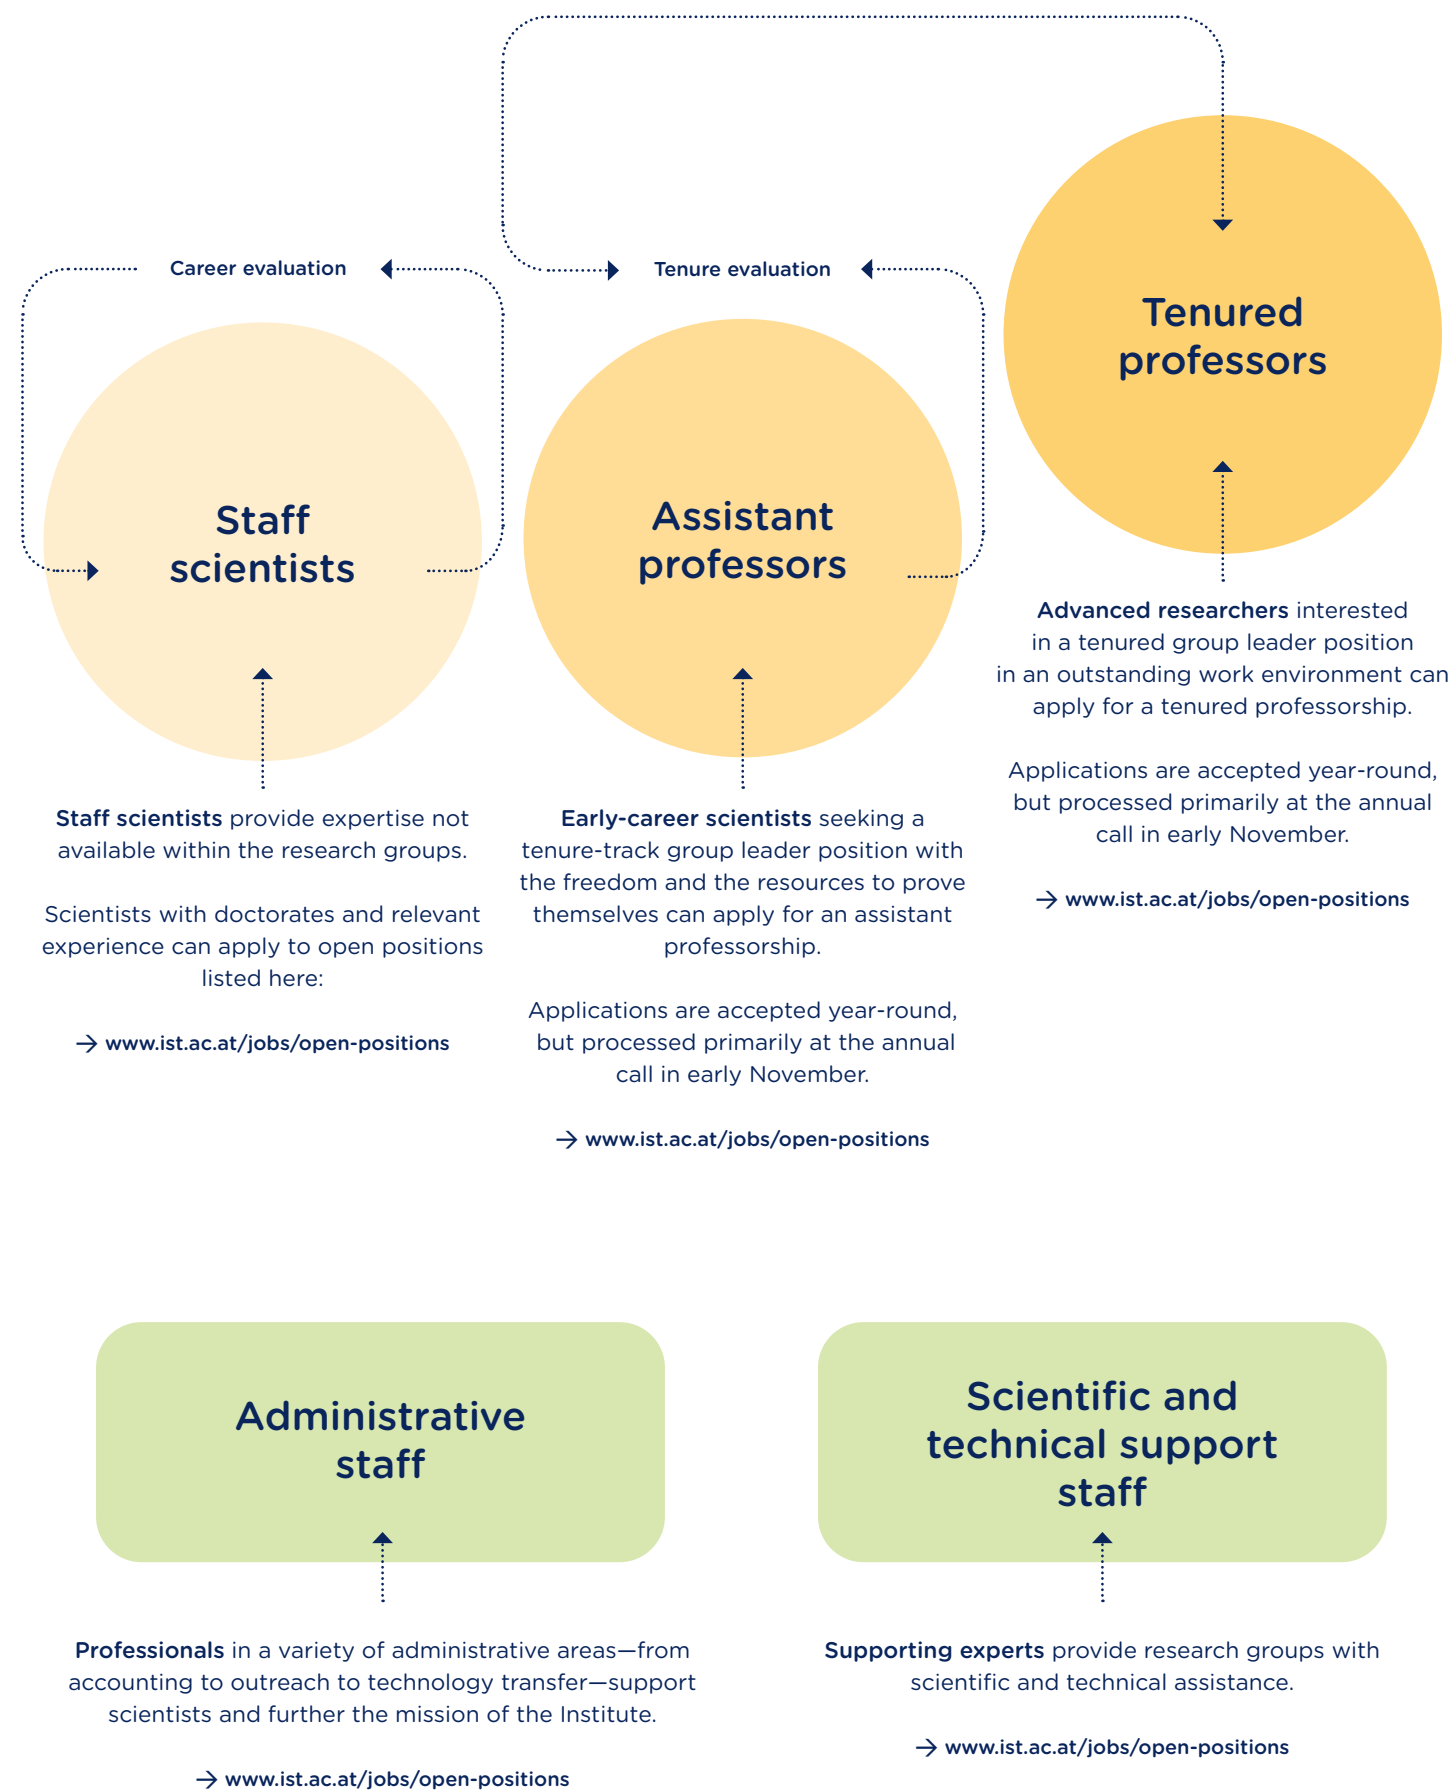 Career evaluation
Staff
scientists
Staff scientists provide expertise not
available within the research groups.
Scientists with doctorates and relevant
experience can apply to open positions
listed here:
→ www.ist.ac.at/jobs/open-positions
Tenure evaluation
Assistant
professors
Early-career scientists seeking a
tenure-track group leader position with
the freedom and the resources to prove
themselves can apply for an assistant
professorship.
Applications are accepted year-round,
but processed primarily at the annual
call in early November.
→ www.ist.ac.at/jobs/open-positions
Tenured
professors
Advanced researchers interested
in a tenured group leader position
in an outstanding work environment can
apply for a tenured professorship.
Applications are accepted year-round,
but processed primarily at the annual
call in early November.
→ www.ist.ac.at/jobs/open-positions
Administrative
staff
Professionals in a variety of administrative areas—from
accounting to outreach to technology transfer—support
scientists and further the mission of the Institute.
→ www.ist.ac.at/jobs/open-positions
Scientific and
technical support
staff
Supporting experts provide research groups with
scientific and technical assistance.
→ www.ist.ac.at/jobs/open-positions